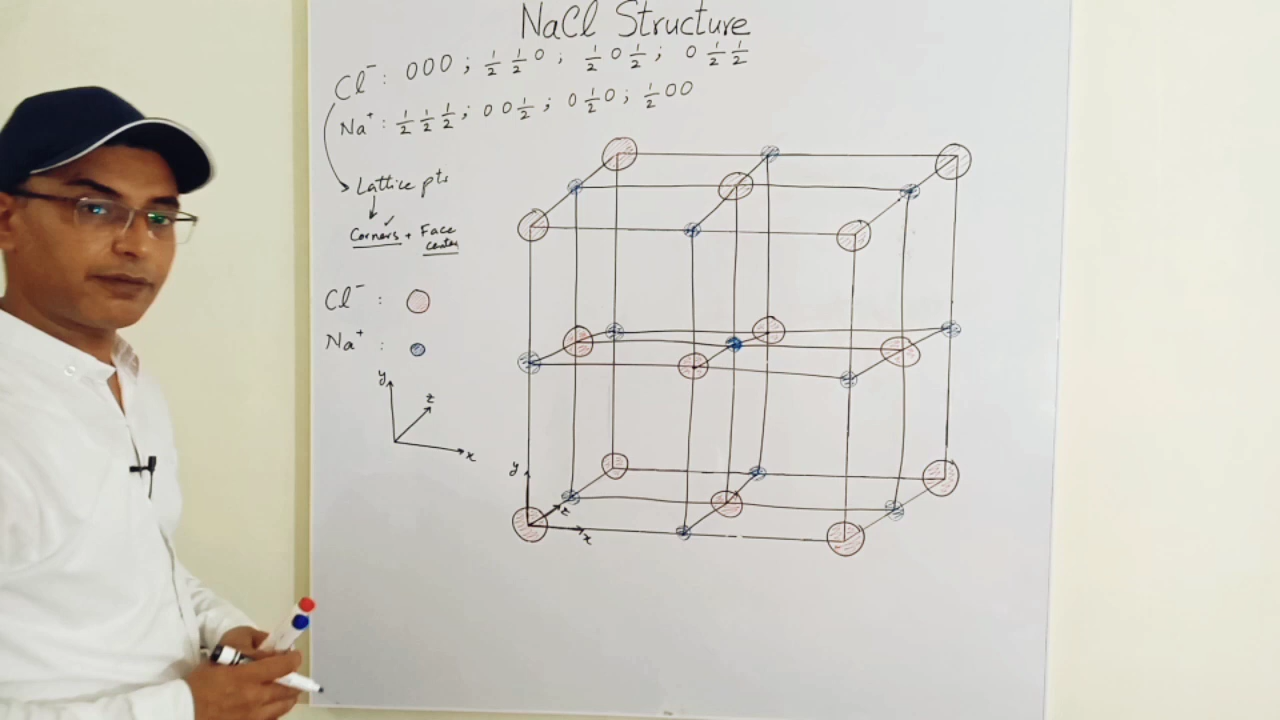 NaCl Structure
Cl⁻ : 000 ; ½ ½ 0 ; ½ 0 ½ ; 0 ½ ½
Na⁺ : ½ ½ ½ ; 0 0 ½ ; 0 ½ 0 ; ½ 0 0
Lattice pts
Corners + Face center
Cl⁻ :
Na⁺ :
y
z
x
y
z
x